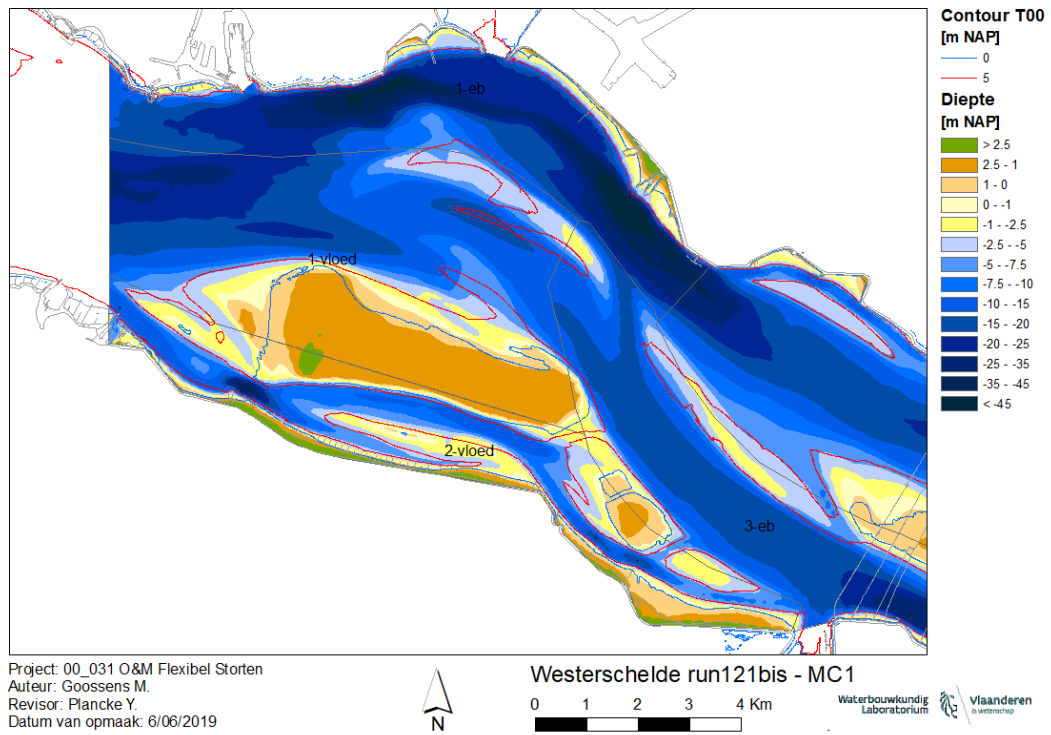 Contour T00
[m NAP]
0
5
Diepte
[m NAP]
> 2.5
2.5 - 1
1 - 0
0 - -1
-1 - -2.5
-2.5 - -5
-5 - -7.5
-7.5 - -10
-10 - -15
-15 - -20
-20 - -25
-25 - -35
-35 - -45
< -45
1-eb
1-vloed
2-vloed
3-eb
Project: 00_031 O&M Flexibel Storten
Auteur: Goossens M.
Revisor: Plancke Y.
Datum van opmaak: 6/06/2019
N
Westerschelde run121bis - MC1
0 1 2 3 4 Km
Waterbouwkundig
Laboratorium
Vlaanderen
is wetenschap